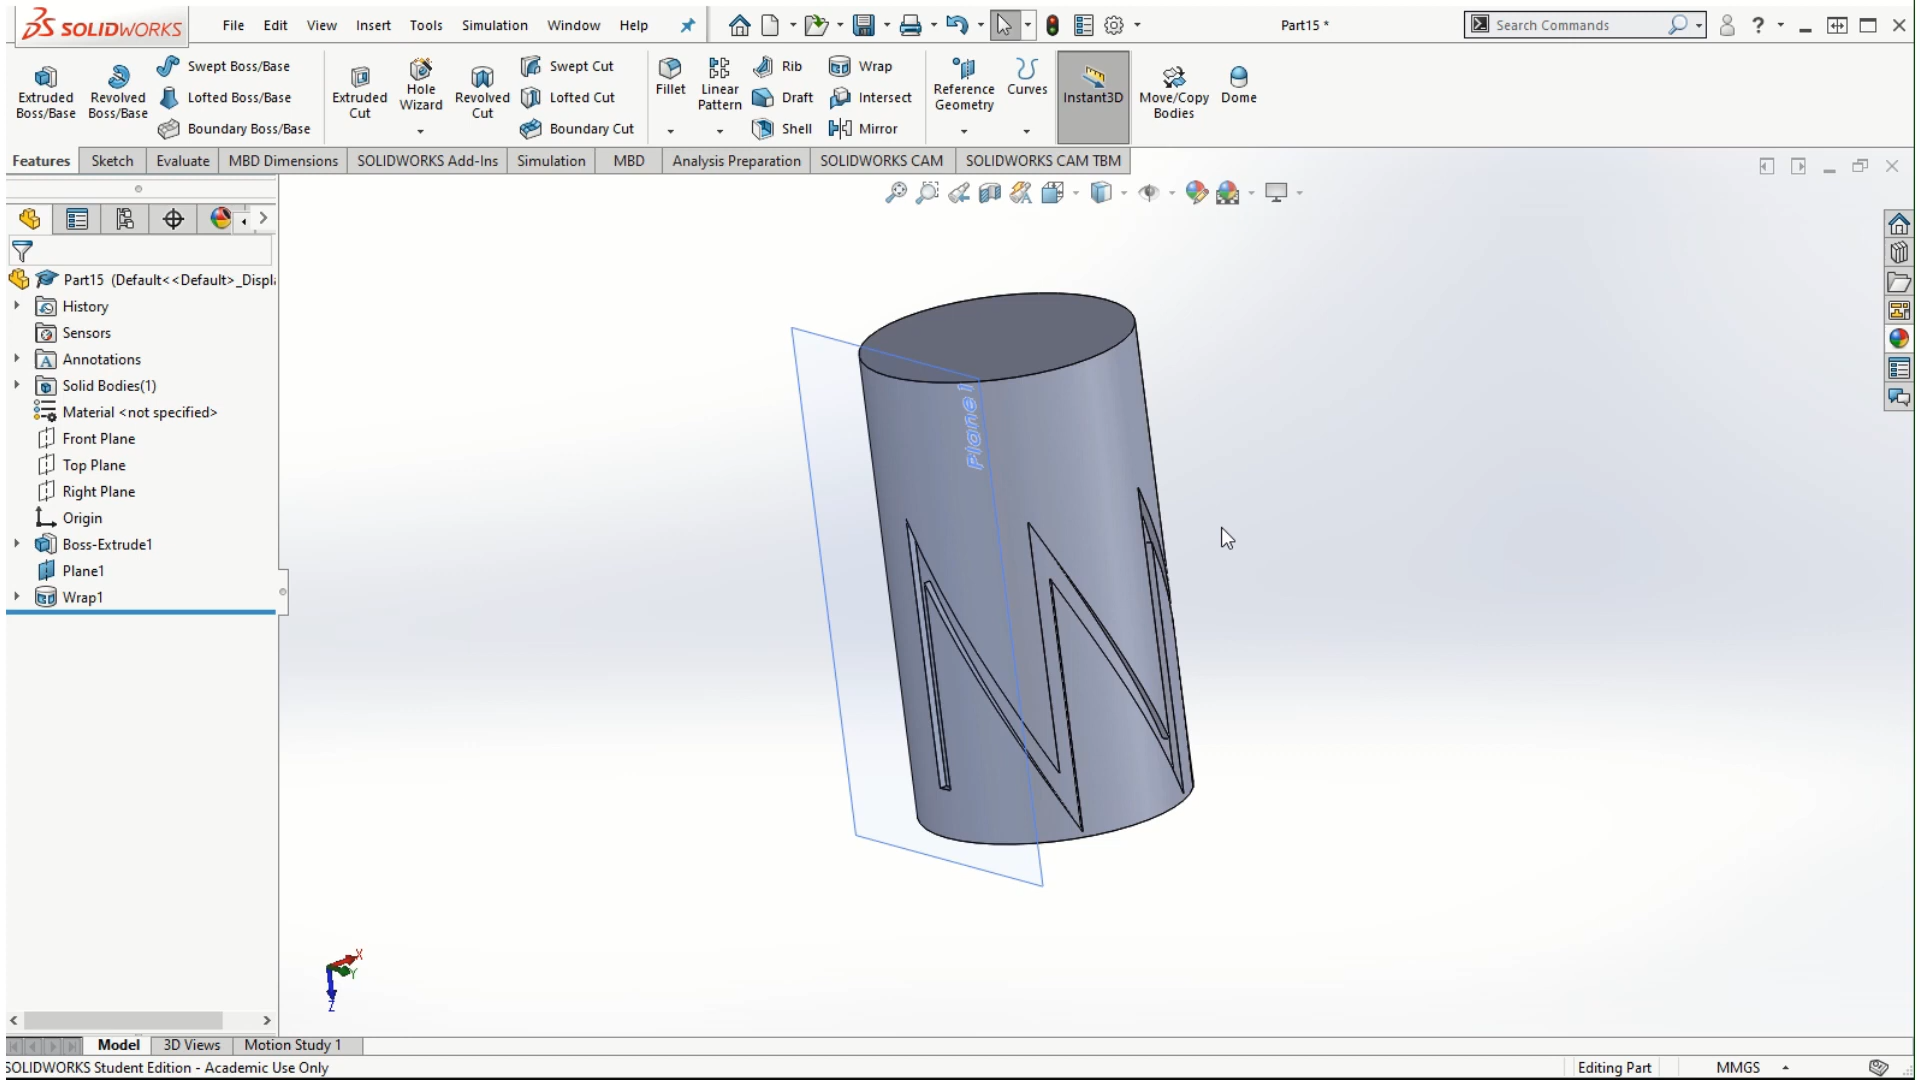 SOLIDWORKS
File Edit View Insert Tools Simulation Window Help
Part15 *
Search Commands
Extruded Boss/Base
Revolved Boss/Base
Swept Boss/Base
Lofted Boss/Base
Boundary Boss/Base
Extruded Cut
Hole Wizard
Revolved Cut
Swept Cut
Lofted Cut
Boundary Cut
Fillet
Linear Pattern
Rib
Draft
Shell
Wrap
Intersect
Mirror
Reference Geometry
Curves
Instant3D
Move/Copy Bodies
Dome
Features Sketch Evaluate MBD Dimensions SOLIDWORKS Add-Ins Simulation MBD Analysis Preparation SOLIDWORKS CAM SOLIDWORKS CAM TBM
Part15 (Default<<Default>_Displ
History
Sensors
Annotations
Solid Bodies(1)
Material <not specified>
Front Plane
Top Plane
Right Plane
Origin
Boss-Extrude1
Plane1
Wrap1
Plane 1
X
Y
Z
Model 3D Views Motion Study 1
SOLIDWORKS Student Edition - Academic Use Only
Editing Part MMGS